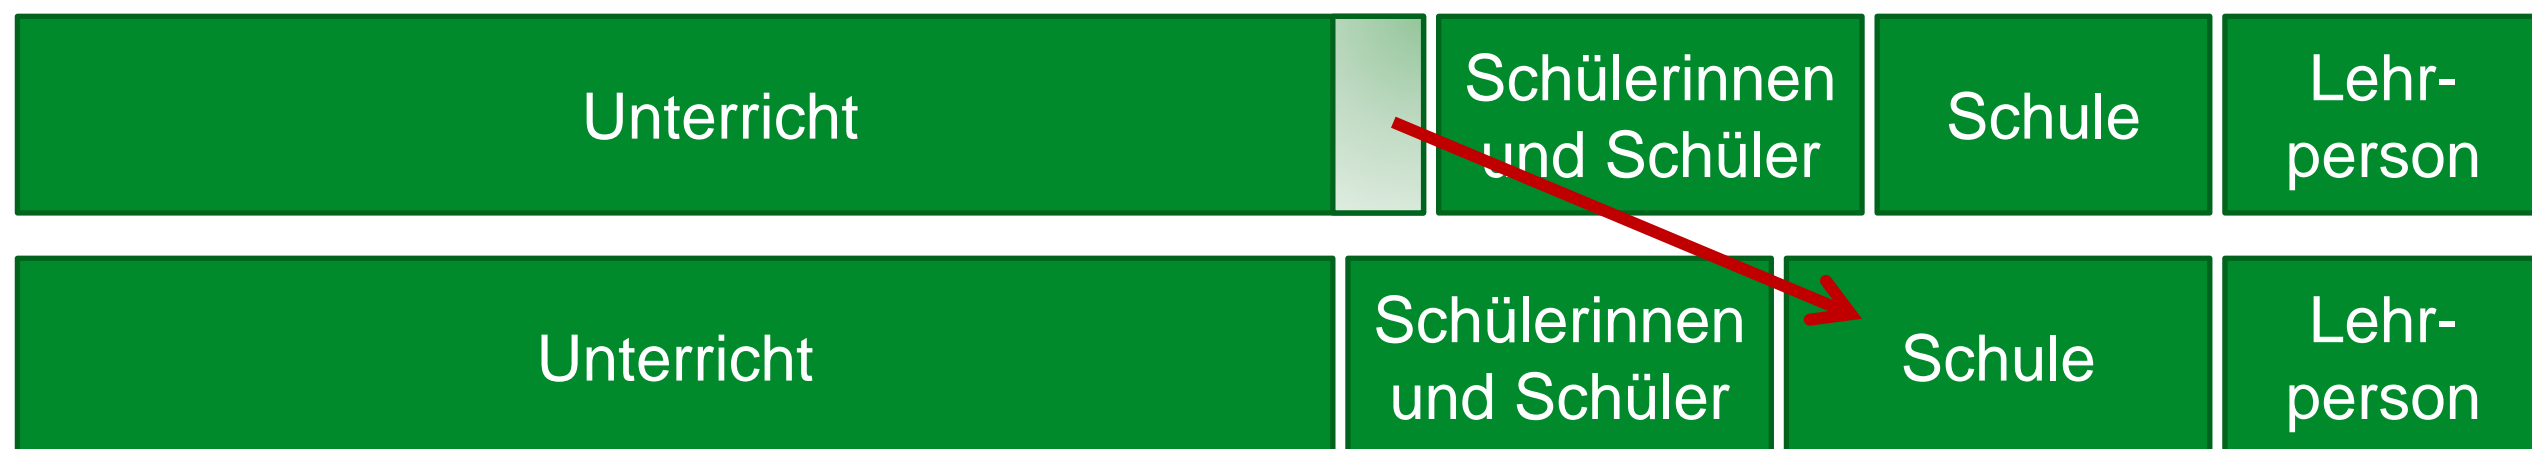 Unterricht
Schülerinnen
und Schüler
Schule
Lehr-
person
Unterricht
Schülerinnen
und Schüler
Schule
Lehr-
person